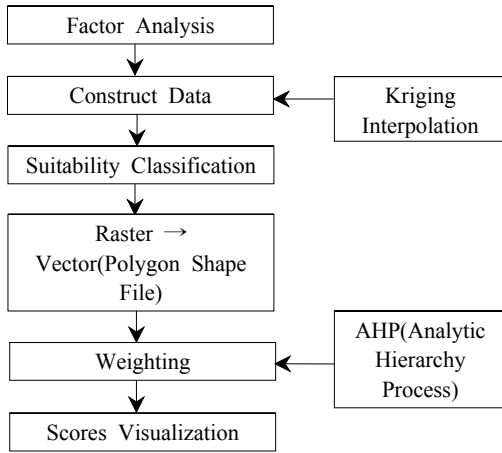 Factor Analysis
Construct Data
Kriging
Interpolation
Suitability Classification
Raster →
Vector(Polygon Shape
File)
Weighting
AHP(Analytic
Hierarchy
Process)
Scores Visualization